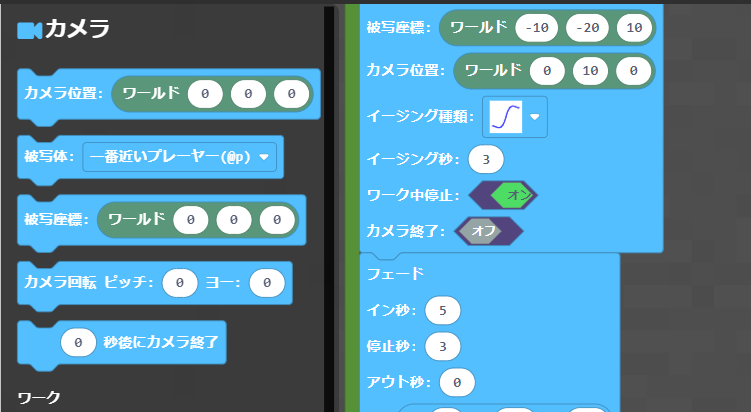 カメラ
カメラ位置: ワールド 0 0 0
被写体: 一番近いプレーヤー(@p)
被写座標: ワールド 0 0 0
カメラ回転 ピッチ: 0 ヨー: 0
0 秒後にカメラ終了
ワーク
被写座標: ワールド -10 -20 10
カメラ位置: ワールド 0 10 0
イージング種類:
イージング秒: 3
ワーク中停止: オン
カメラ終了: オフ
フェード
イン秒: 5
停止秒: 3
アウト秒: 0